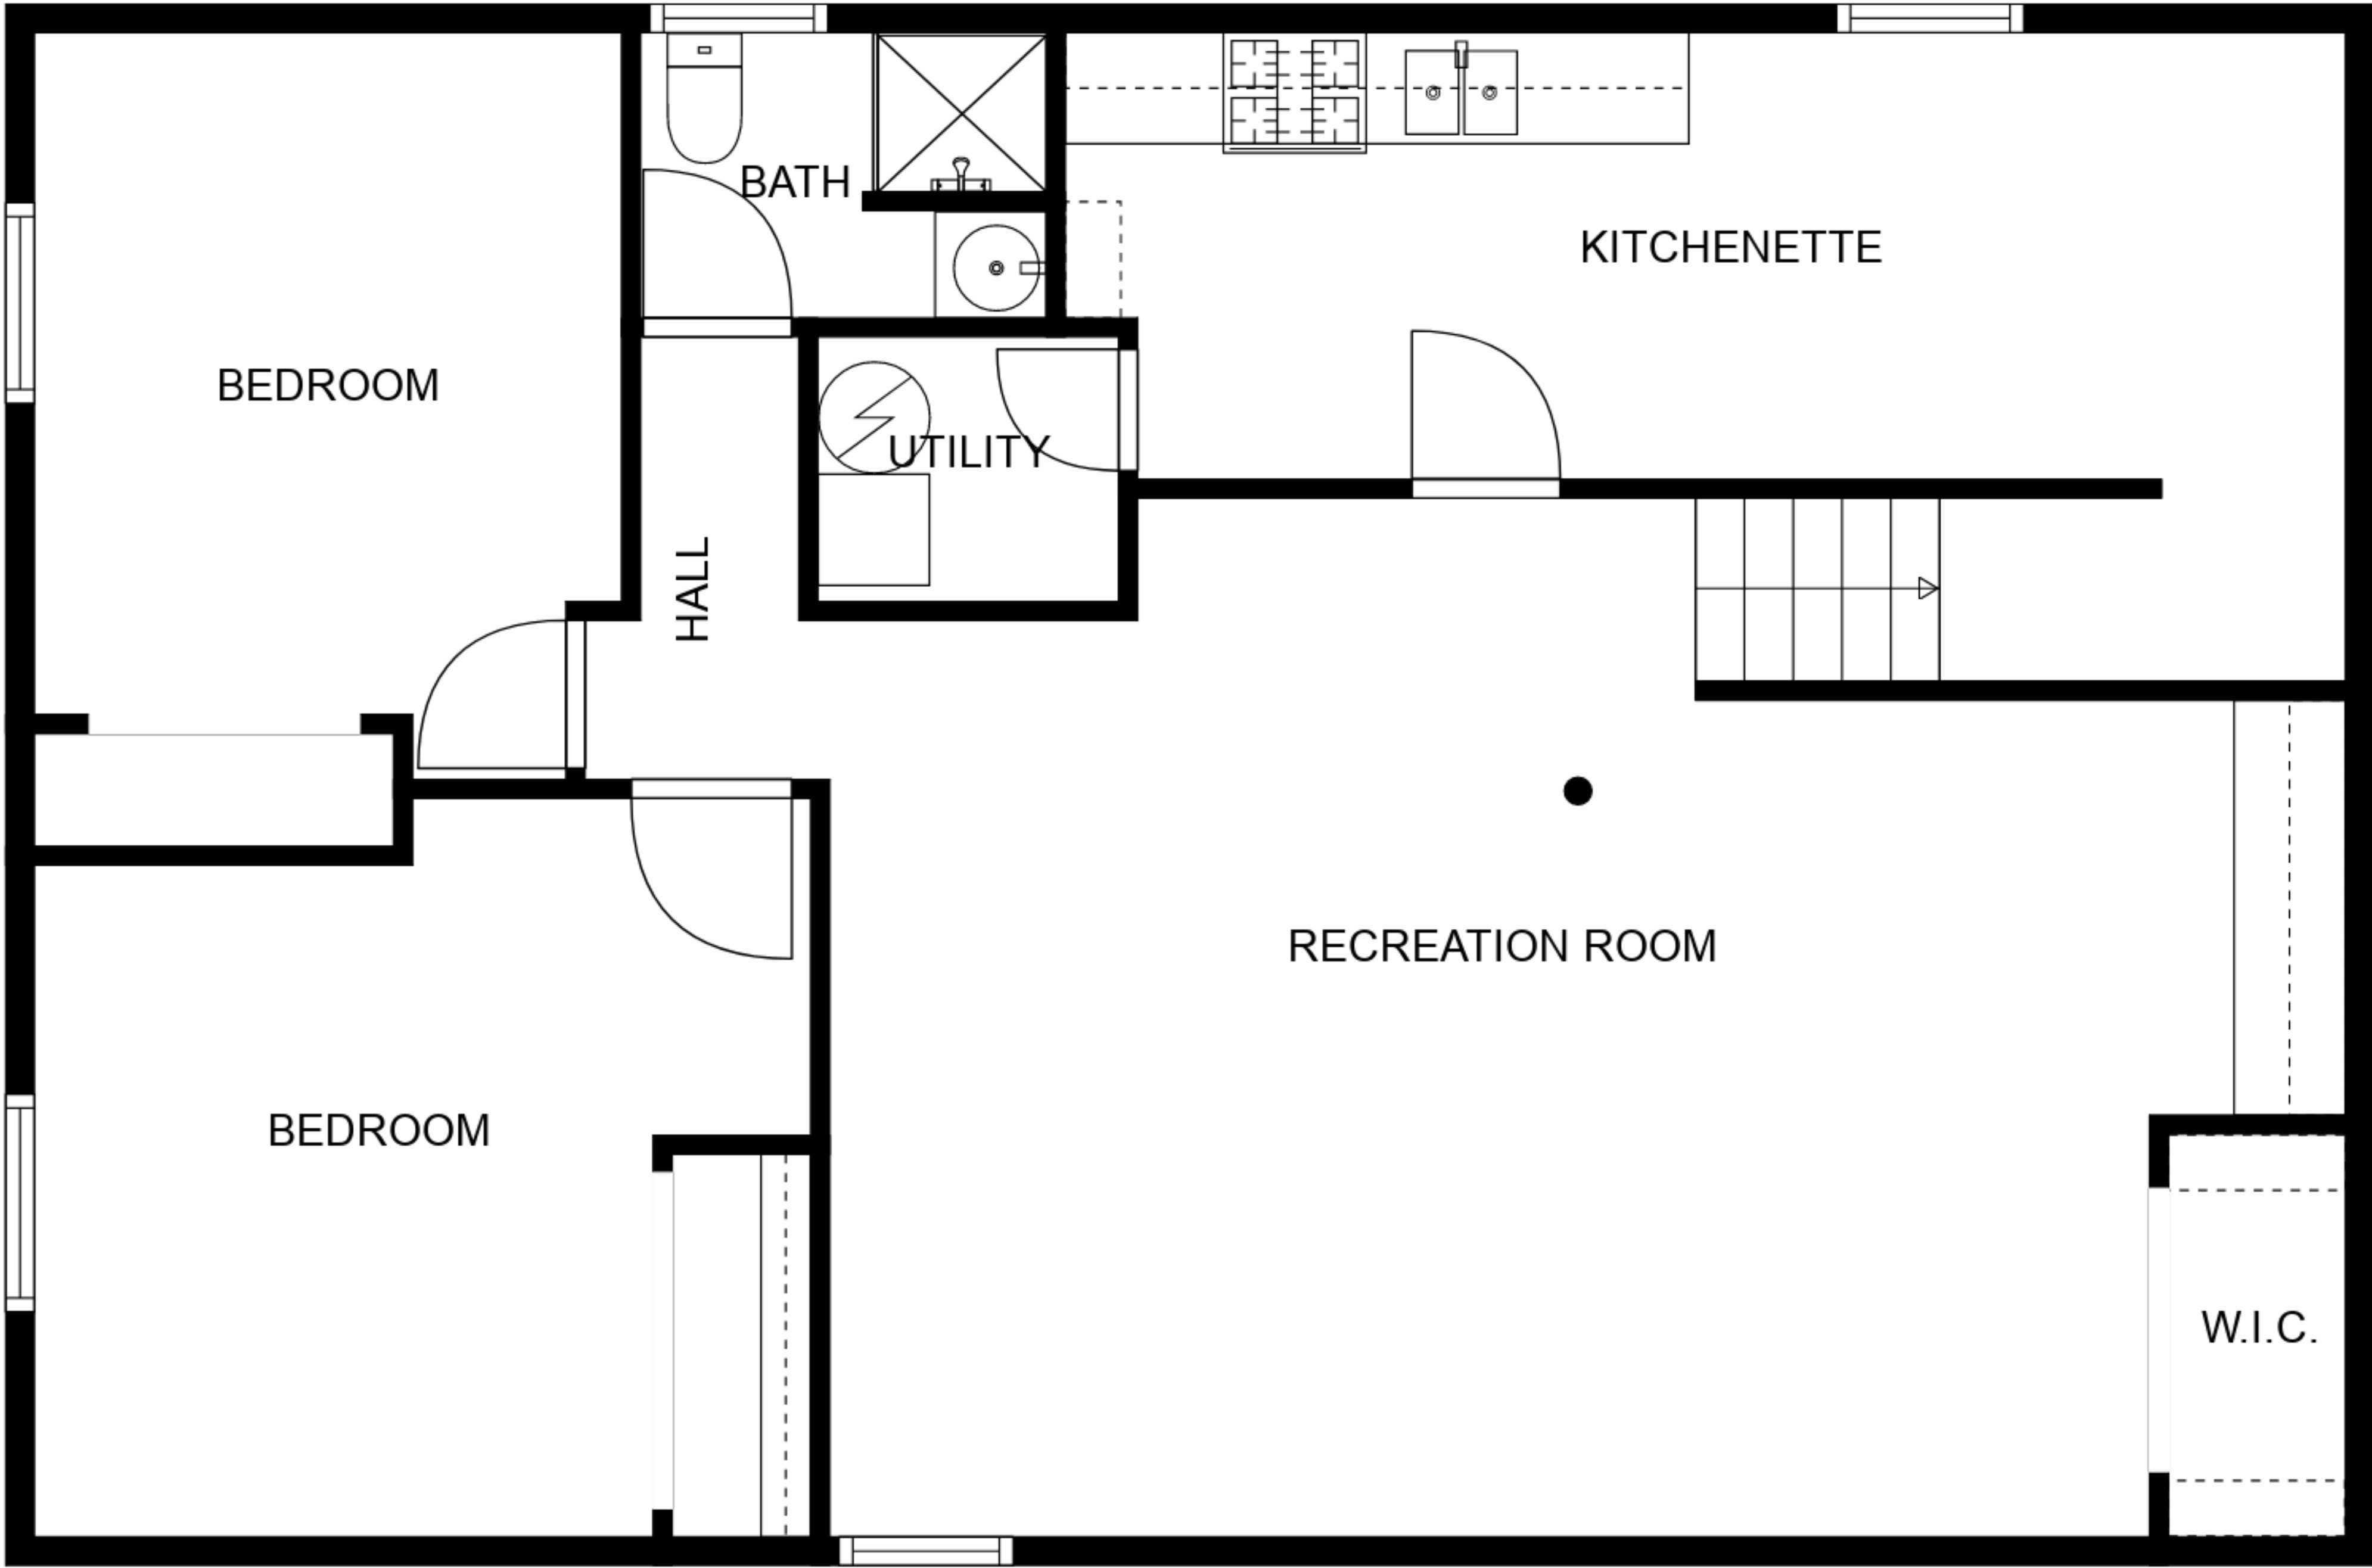 BATH
KITCHENETTE
BEDROOM
UTILITY
HALL
RECREATION ROOM
BEDROOM
W.I.C.